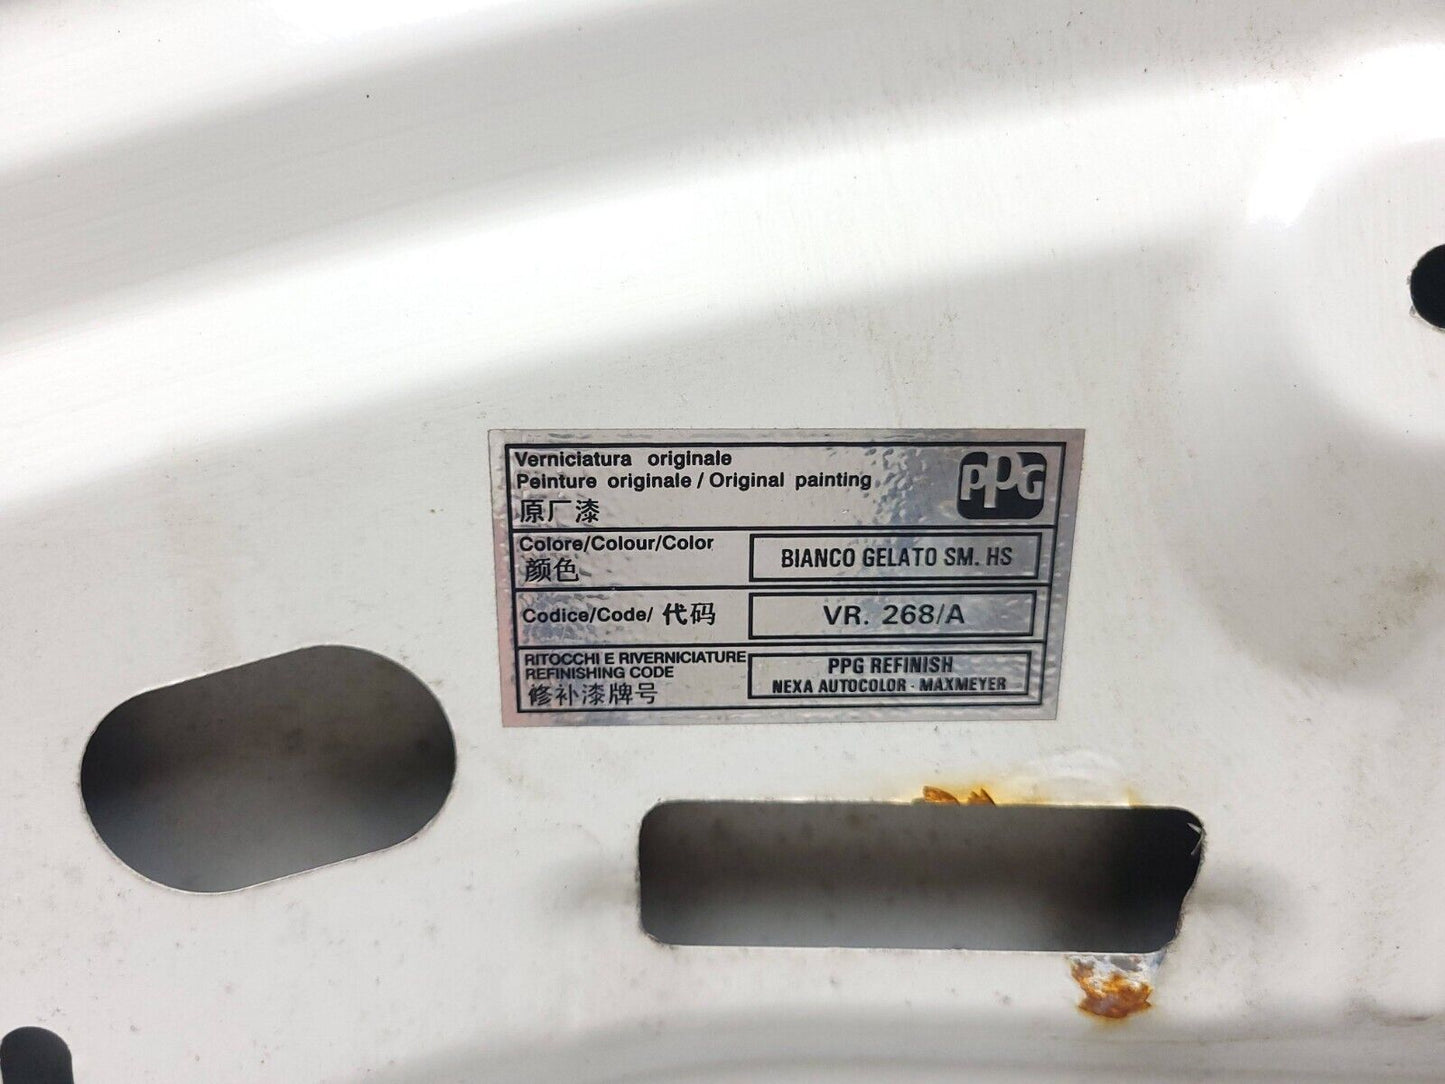 Verniciatura originale
Peinture originale / Original painting
原厂漆
PPG
Colore/Colour/Color
颜色
BIANCO GELATO SM. HS
Codice/Code/ 代码
VR. 268/A
RITOCCHI E RIVERNICIATURE
REFINISHING CODE
修补漆牌号
PPG REFINISH
NEXA AUTOCOLOR - MAXMEYER